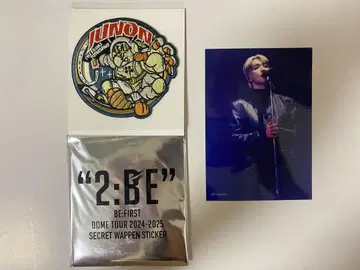 JUNON
"2:BE"
BE:FIRST
DOME TOUR 2024-2025
SECRET WAPPEN STICKER